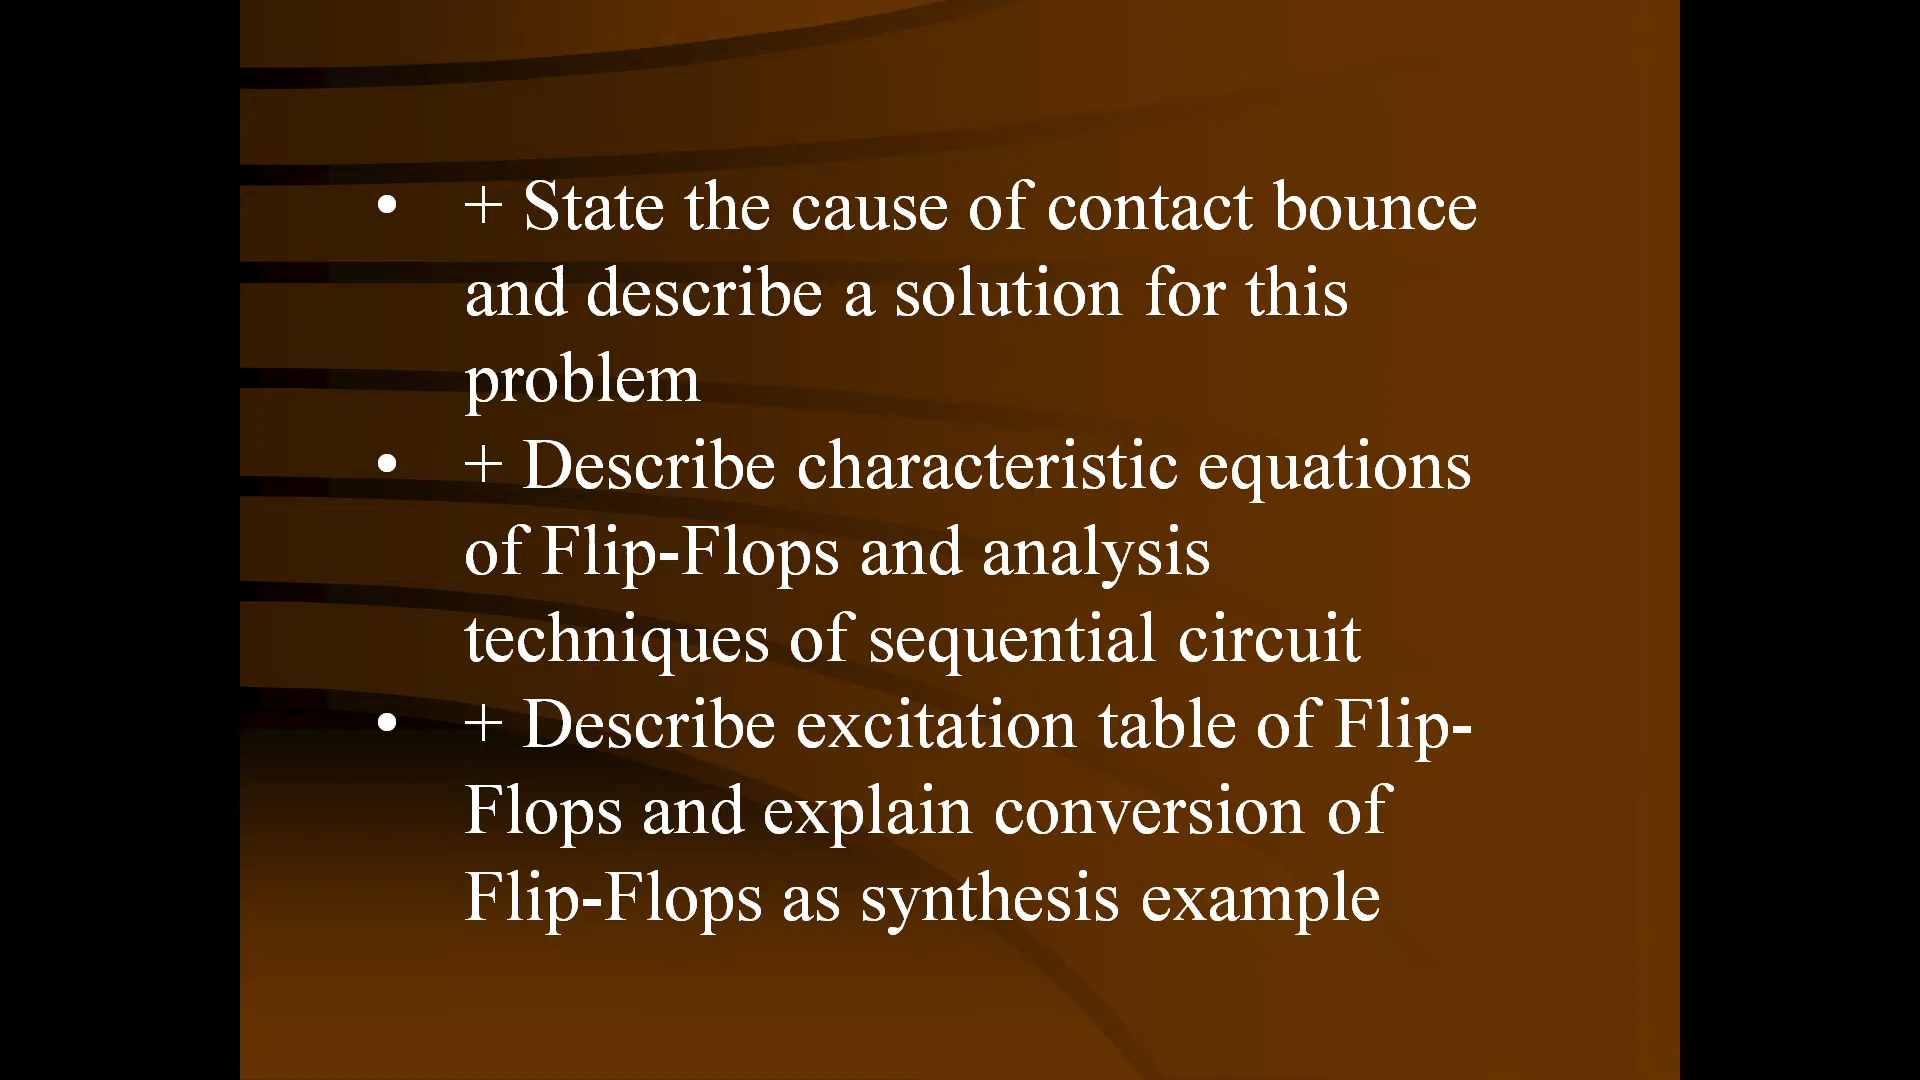 • + State the cause of contact bounce
and describe a solution for this
problem
• + Describe characteristic equations
of Flip-Flops and analysis
techniques of sequential circuit
• + Describe excitation table of Flip-
Flops and explain conversion of
Flip-Flops as synthesis example